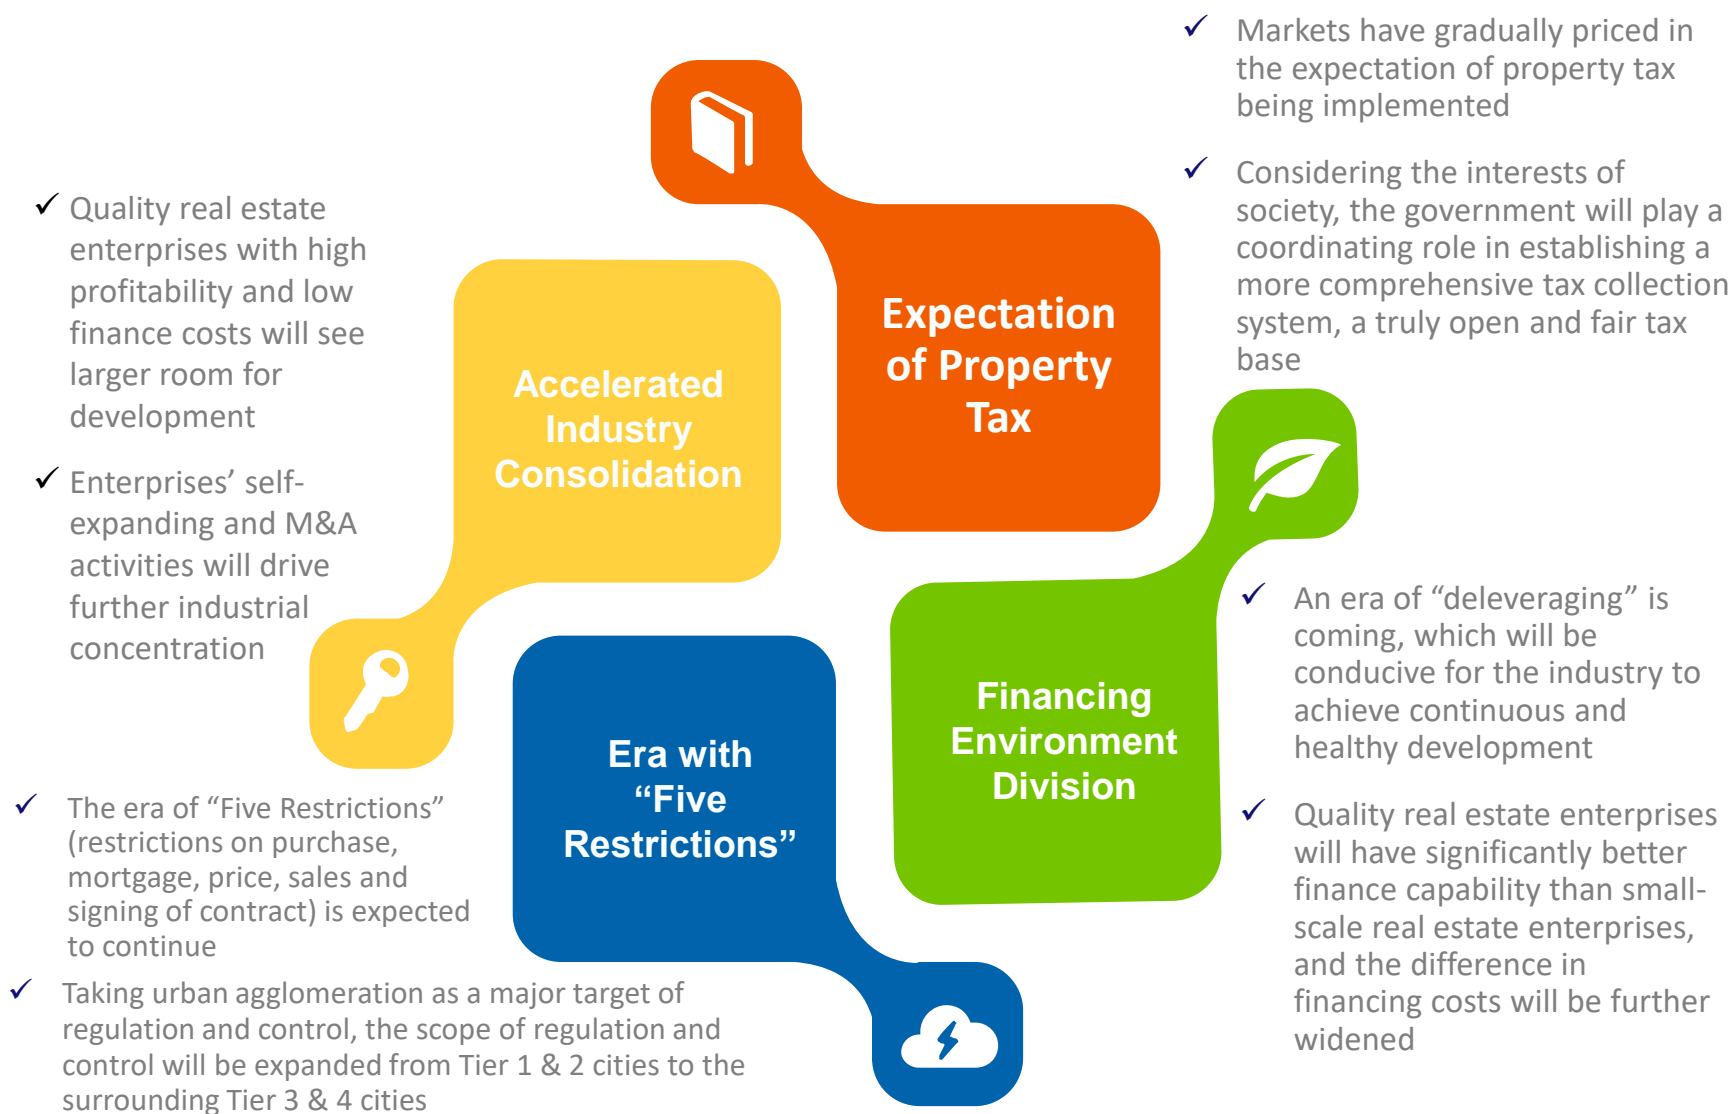 ✓ Markets have gradually priced in
the expectation of property tax
being implemented
✓ Considering the interests of
society, the government will play a
coordinating role in establishing a
more comprehensive tax collection
system, a truly open and fair tax
base
Expectation
of Property
Tax
✓ Quality real estate
enterprises with high
profitability and low
finance costs will see
larger room for
development
✓ Enterprises’ self-
expanding and M&A
activities will drive
further industrial
concentration
Accelerated
Industry
Consolidation
Financing
Environment
Division
✓ An era of “deleveraging” is
coming, which will be
conducive for the industry to
achieve continuous and
healthy development
✓ Quality real estate enterprises
will have significantly better
finance capability than small-
scale real estate enterprises,
and the difference in
financing costs will be further
widened
Era with
“Five
Restrictions”
✓ The era of “Five Restrictions”
(restrictions on purchase,
mortgage, price, sales and
signing of contract) is expected
to continue
✓ Taking urban agglomeration as a major target of
regulation and control, the scope of regulation and
control will be expanded from Tier 1 & 2 cities to the
surrounding Tier 3 & 4 cities